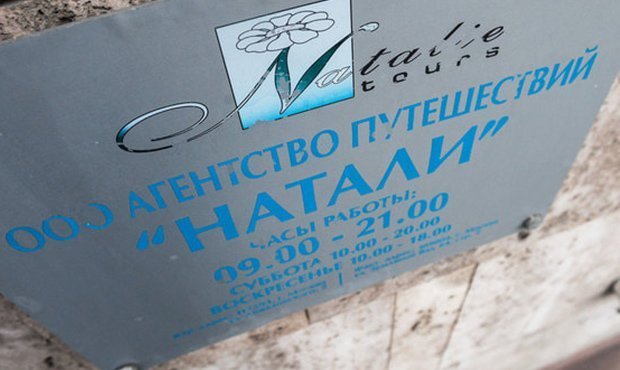 Natalie
tours
ООО АГЕНТСТВО ПУТЕШЕСТВИЙ
"НАТАЛИ"
ЧАСЫ РАБОТЫ:
09.00 - 21.00
СУББОТА 10.00 - 20.00
ВОСКРЕСЕНЬЕ 10.00 - 18.00